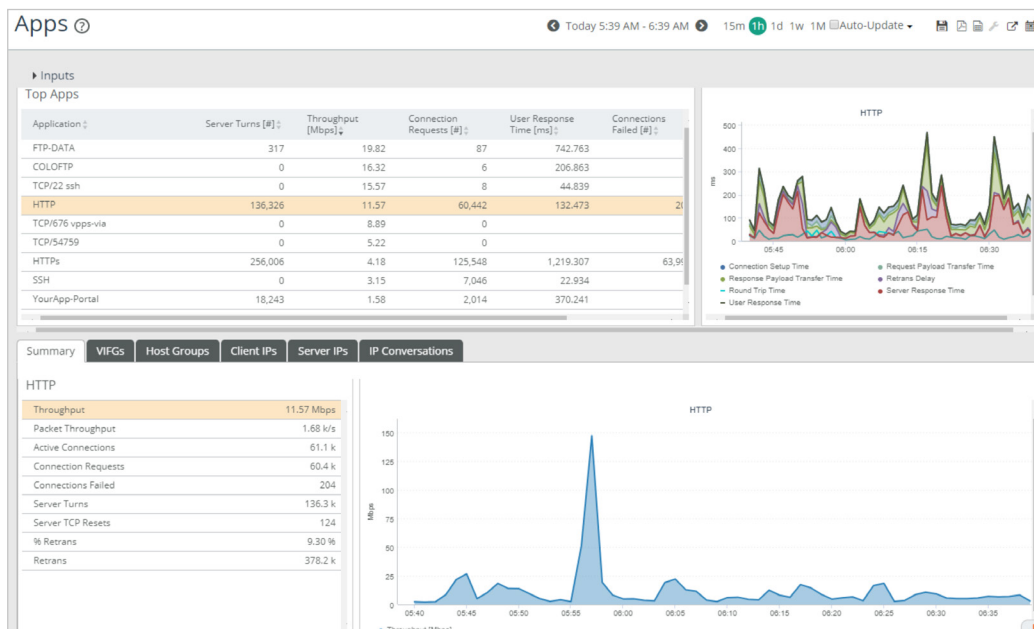 Apps
Today 5:39 AM - 6:39 AM 15m 1h 1d 1w 1M Auto-Update
Inputs
Top Apps
Application Server Turns [#] Throughput [Mbps] Connection Requests [#] User Response Time [ms] Connections Failed [#]
FTP-DATA 317 19.82 87 742.763
COLOFTP 0 16.32 6 206.863
TCP/22 ssh 0 15.57 8 44.839
HTTP 136,326 11.57 60,442 132.473 20
TCP/676 vpps-via 0 8.89 0
TCP/54759 0 5.22 0
HTTPs 256,006 4.18 125,548 1,219.307 63,99
SSH 0 3.15 7,046 22.934
YourApp-Portal 18,243 1.58 2,014 370.241
HTTP
ms
500
400
300
200
100
0
05:45 06:00 06:15 06:30
Connection Setup Time Request Payload Transfer Time
Response Payload Transfer Time Retrans Delay
Round Trip Time Server Response Time
User Response Time
Summary VIFGs Host Groups Client IPs Server IPs IP Conversations
HTTP
Throughput 11.57 Mbps
Packet Throughput 1.68 k/s
Active Connections 61.1 k
Connection Requests 60.4 k
Connections Failed 204
Server Turns 136.3 k
Server TCP Resets 124
% Retrans 9.30 %
Retrans 378.2 k
HTTP
Mbps
150
125
100
75
50
25
0
05:40 05:45 05:50 05:55 06:00 06:05 06:10 06:15 06:20 06:25 06:30 06:35
Throughput [Mbps]